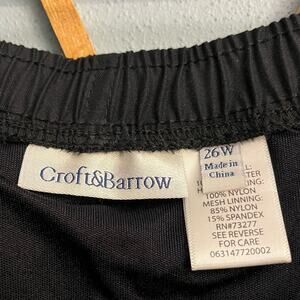 Croft&Barrow
26W
Made in
China
100% NYLON
MESH LINING:
85% NYLON
15% SPANDEX
RN#73277
SEE REVERSE
FOR CARE
063147720002